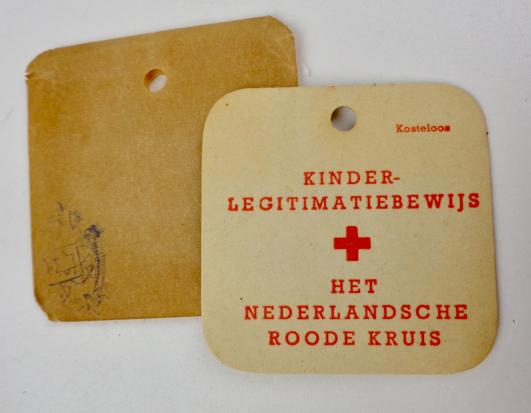 Kosteloos
KINDER-
LEGITIMATIEBEWIJS
HET
NEDERLANDSCHE
ROODE KRUIS